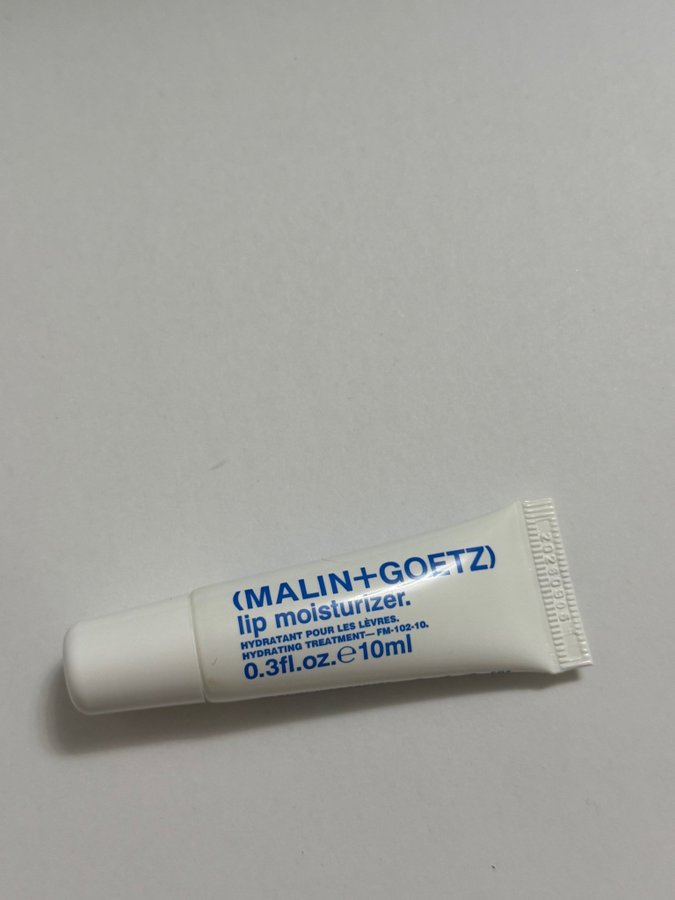 (MALIN+GOETZ)
lip moisturizer.
HYDRATANT POUR LES LÈVRES.
HYDRATING TREATMENT— FM-102-10.
0.3fl.oz.℮10ml